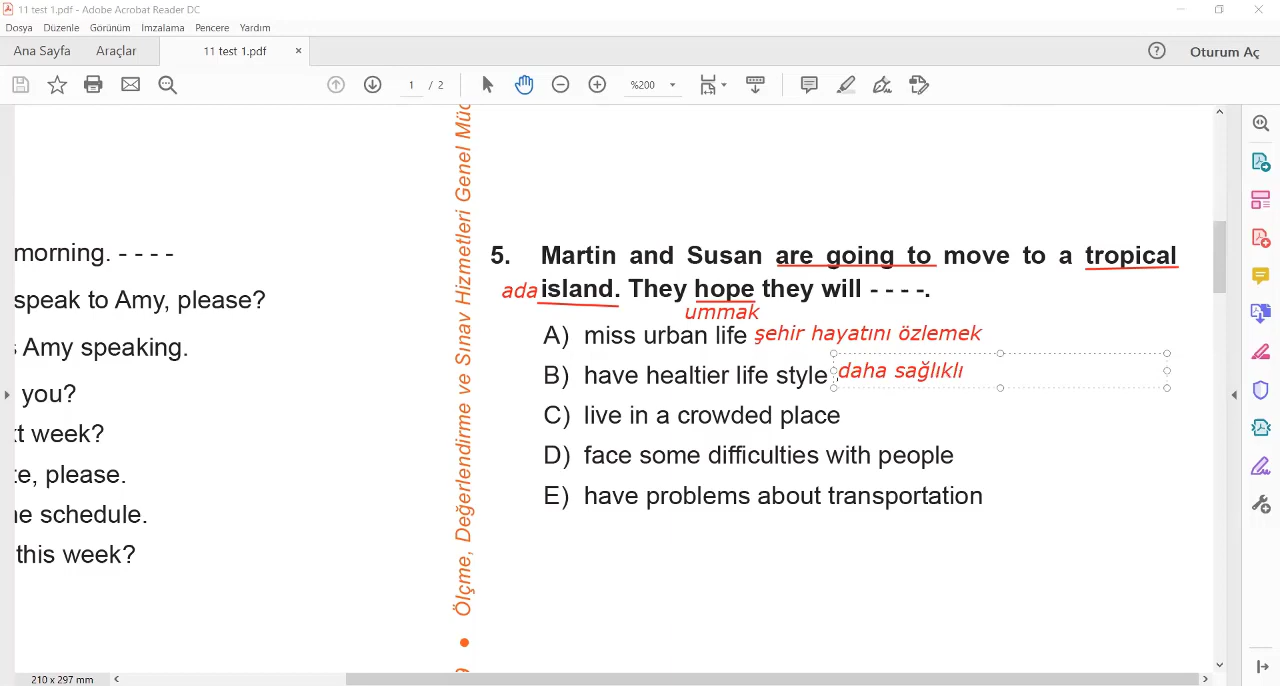 11 test 1.pdf - Adobe Acrobat Reader DC
Dosya Düzenle Görünüm İmzalama Pencere Yardım
Ana Sayfa Araçlar 11 test 1.pdf × Oturum Aç
1 / 2 %200
morning. - - - -
speak to Amy, please?
Amy speaking.
you?
week?
please.
schedule.
this week?
Ölçme, Değerlendirme ve Sınav Hizmetleri Genel
5. Martin and Susan are going to move to a tropical
ada island. They hope they will - - - -.
ummak
A) miss urban life şehir hayatını özlemek
B) have healtier life style daha sağlıklı
C) live in a crowded place
D) face some difficulties with people
E) have problems about transportation
210 x 297 mm